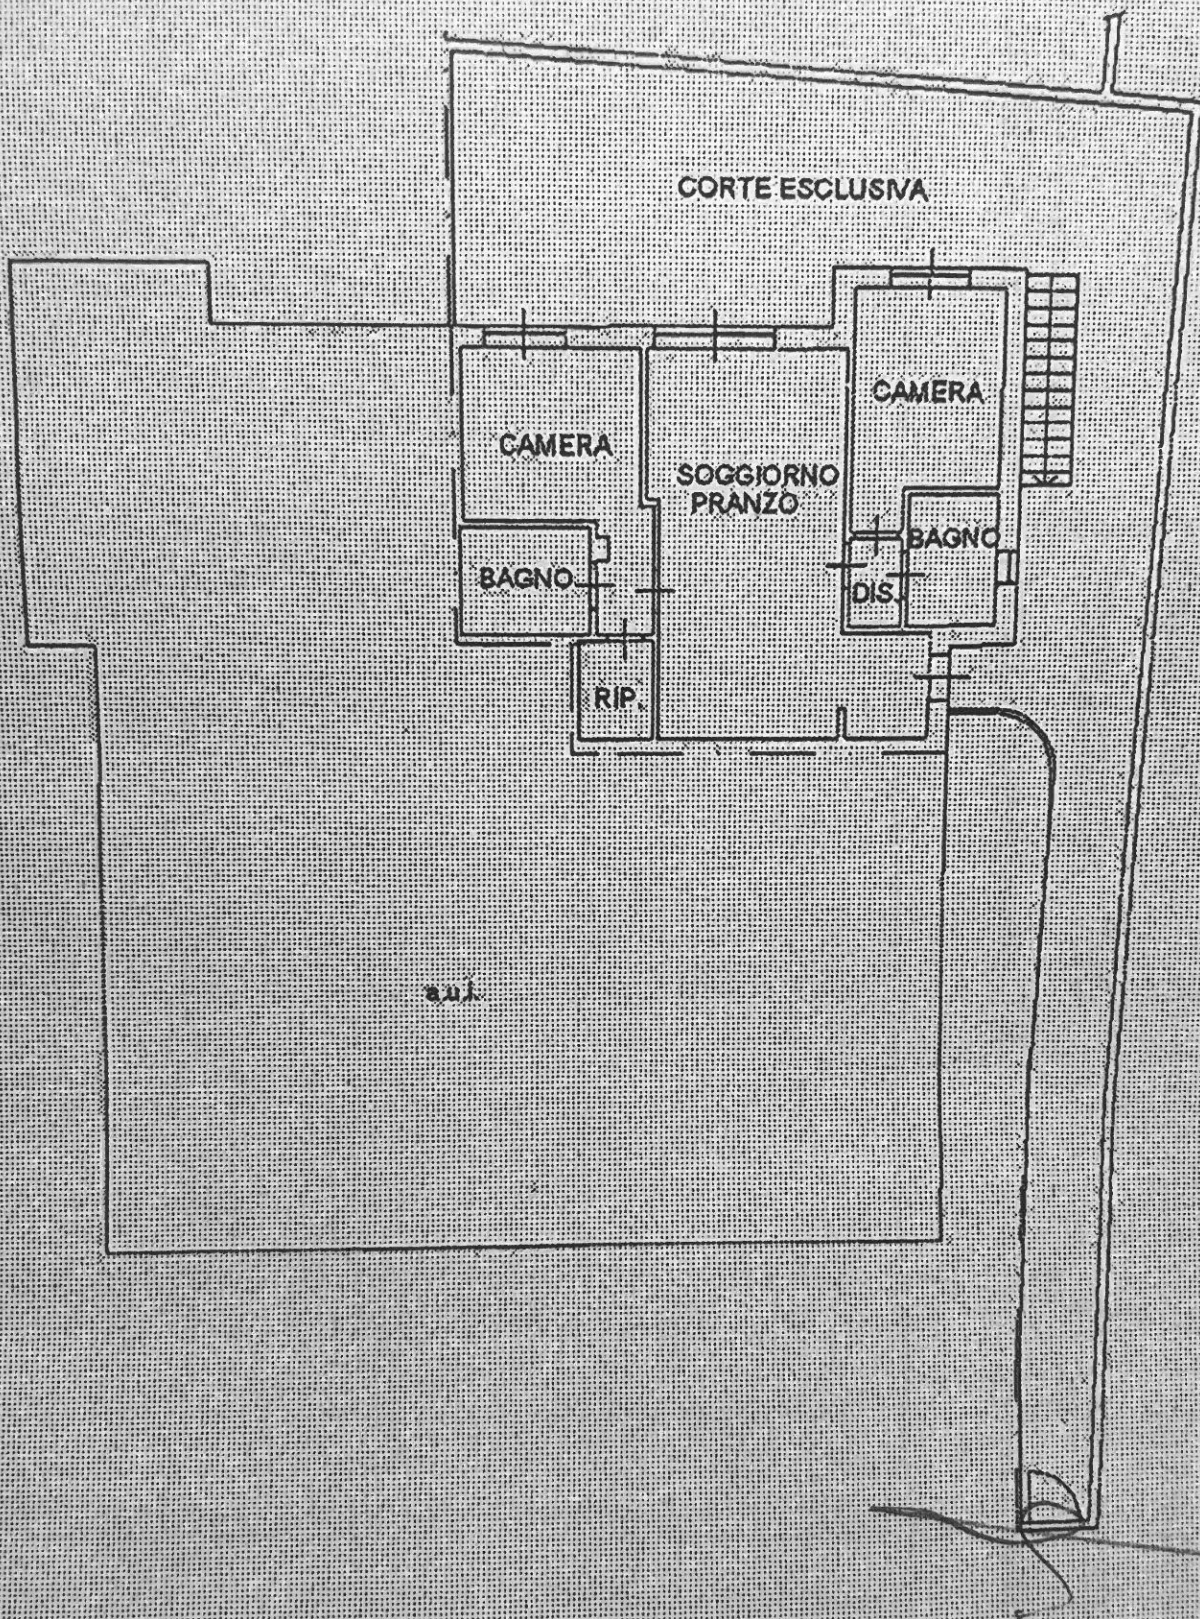 CORTE ESCLUSIVA
CAMERA
CAMERA
SOGGIORNO
PRANZO
BAGNO
BAGNO
DIS.
RIP.
a.u.i.